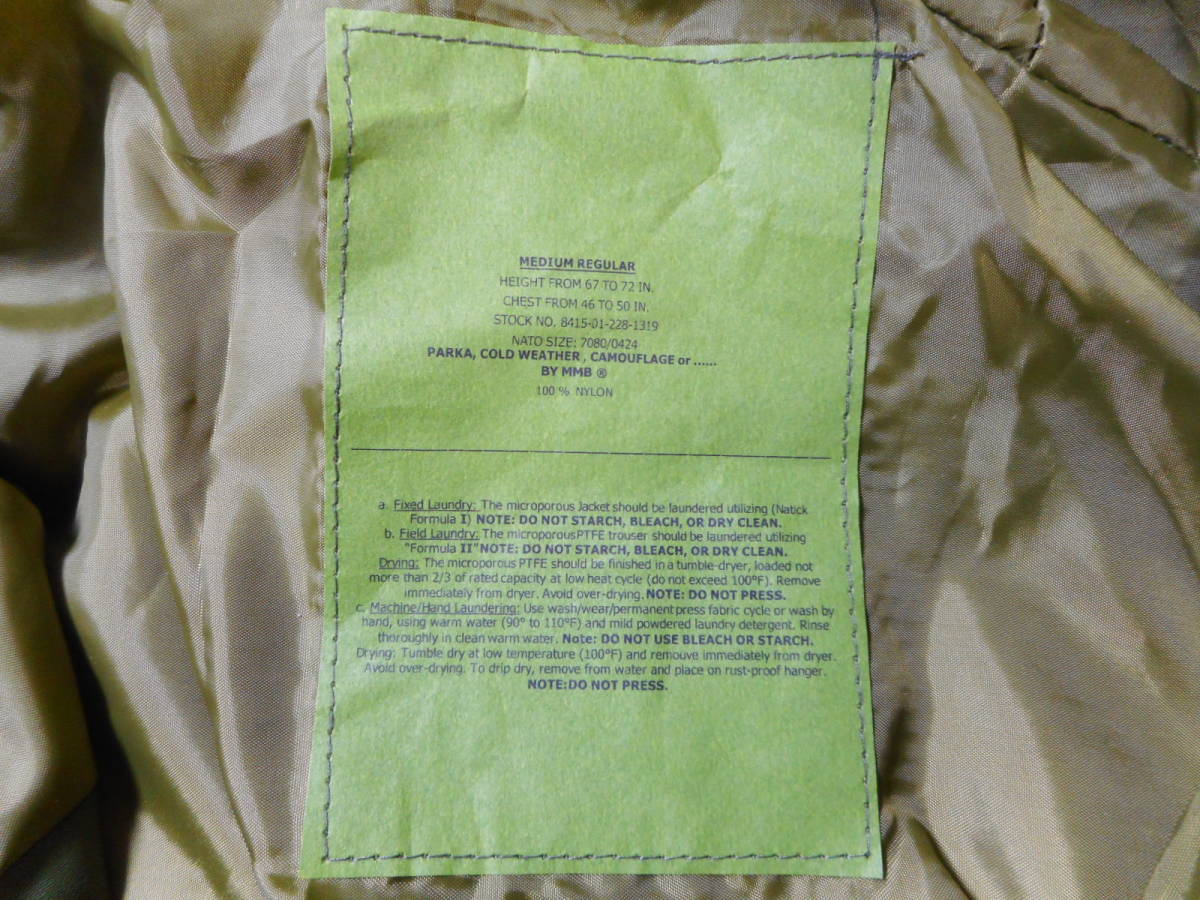 MEDIUM REGULAR
HEIGHT FROM 67 TO 72 IN.
CHEST FROM 46 TO 50 IN.
STOCK NO. 8415-01-228-1319
NATO SIZE: 7080/0424
PARKA, COLD WEATHER , CAMOUFLAGE or ......
BY MMB ®
100 % NYLON
a. Fixed Laundry: The microporous Jacket should be laundered utilizing (Natick
Formula I) NOTE: DO NOT STARCH, BLEACH, OR DRY CLEAN.
b. Field Laundry: The microporousPTFE trouser should be laundered utilizing
"Formula II"NOTE: DO NOT STARCH, BLEACH, OR DRY CLEAN.
Drying: The microporous PTFE should be finished in a tumble-dryer, loaded not
more than 2/3 of rated capacity at low heat cycle (do not exceed 100°F). Remove
immediately from dryer. Avoid over-drying. NOTE: DO NOT PRESS.
c. Machine/Hand Laundering: Use wash/wear/permanent press fabric cycle or wash by
hand, using warm water (90° to 110°F) and mild powdered laundry detergent. Rinse
thoroughly in clean warm water. Note: DO NOT USE BLEACH OR STARCH.
Drying: Tumble dry at low temperature (100°F) and remouve immediately from dryer.
Avoid over-drying. To drip dry, remove from water and place on rust-proof hanger.
NOTE:DO NOT PRESS.